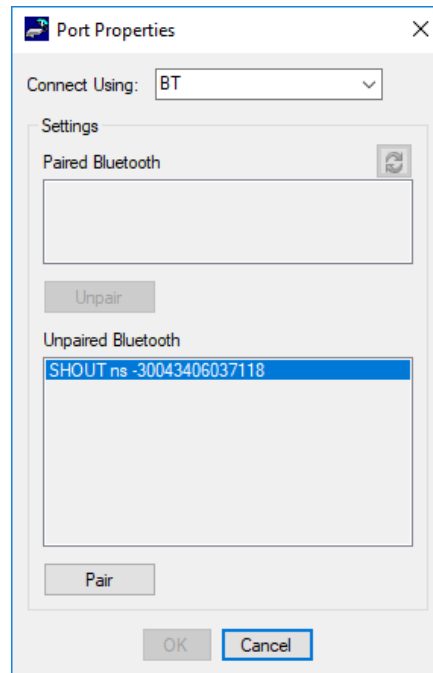 Port Properties
Connect Using: BT
Settings
Paired Bluetooth
Unpair
Unpaired Bluetooth
SHOUT ns -30043406037118
Pair
OK Cancel